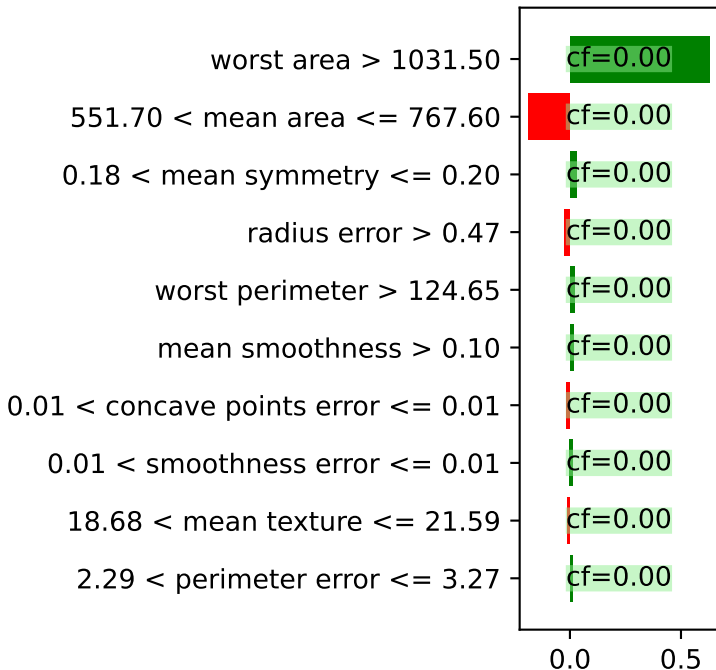 worst area > 1031.50 cf=0.00
551.70 < mean area <= 767.60 cf=0.00
0.18 < mean symmetry <= 0.20 cf=0.00
radius error > 0.47 cf=0.00
worst perimeter > 124.65 cf=0.00
mean smoothness > 0.10 cf=0.00
0.01 < concave points error <= 0.01 cf=0.00
0.01 < smoothness error <= 0.01 cf=0.00
18.68 < mean texture <= 21.59 cf=0.00
2.29 < perimeter error <= 3.27 cf=0.00
0.0 0.5